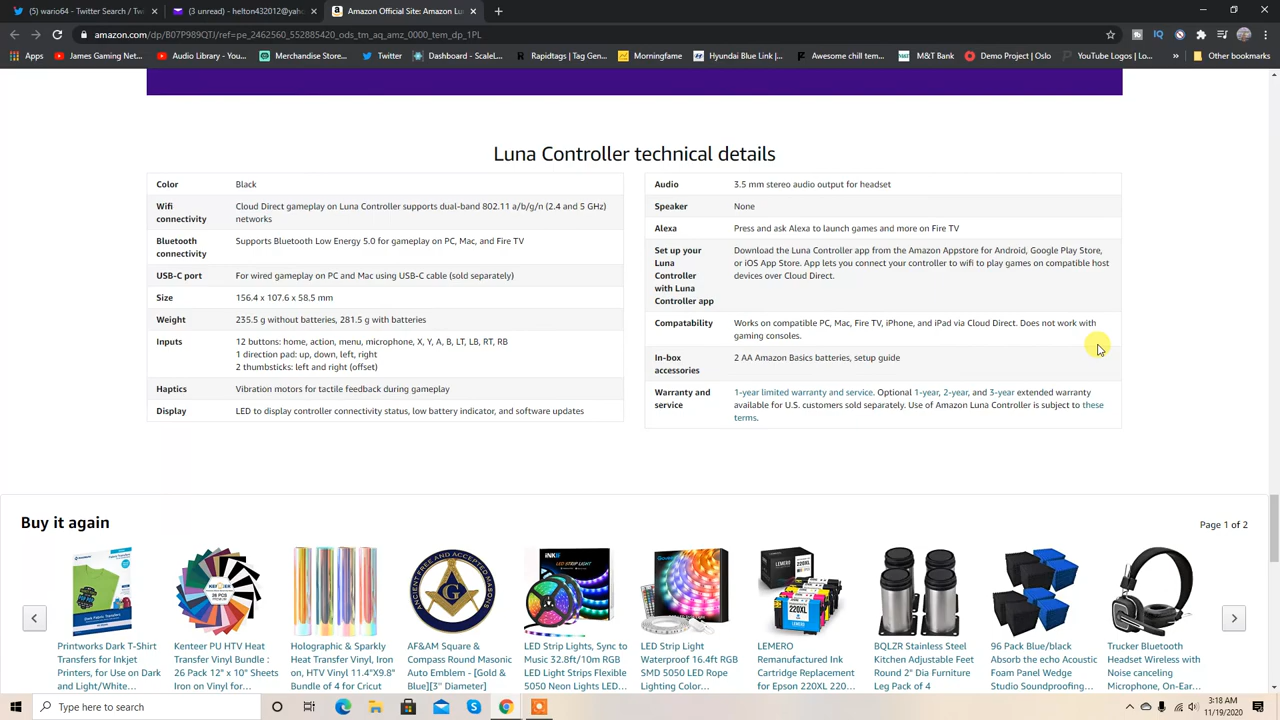 (5) wario64 - Twitter Search / Twi
(3 unread) - helton432012@yaho
Amazon Official Site: Amazon Lu
amazon.com/dp/B07P989QTJ/ref=pe_2462560_552885420_ods_tm_aq_amz_0000_tem_dp_1PL
Apps
James Gaming Net...
Audio Library - You...
Merchandise Store...
Twitter
Dashboard - ScaleL...
Rapidtags | Tag Gen...
Morningfame
Hyundai Blue Link |...
Awesome chill tem...
M&T Bank
Demo Project | Oslo
YouTube Logos | Lo...
Other bookmarks
Luna Controller technical details
Color Black
Wifi connectivity
Cloud Direct gameplay on Luna Controller supports dual-band 802.11 a/b/g/n (2.4 and 5 GHz)
networks
Bluetooth connectivity
Supports Bluetooth Low Energy 5.0 for gameplay on PC, Mac, and Fire TV
USB-C port For wired gameplay on PC and Mac using USB-C cable (sold separately)
Size 156.4 x 107.6 x 58.5 mm
Weight 235.5 g without batteries, 281.5 g with batteries
Inputs 12 buttons: home, action, menu, microphone, X, Y, A, B, LT, LB, RT, RB
1 direction pad: up, down, left, right
2 thumbsticks: left and right (offset)
Haptics Vibration motors for tactile feedback during gameplay
Display LED to display controller connectivity status, low battery indicator, and software updates
Audio 3.5 mm stereo audio output for headset
Speaker None
Alexa Press and ask Alexa to launch games and more on Fire TV
Set up your
Luna
Controller
with Luna
Controller app
Download the Luna Controller app from the Amazon Appstore for Android, Google Play Store,
or iOS App Store. App lets you connect your controller to wifi to play games on compatible host
devices over Cloud Direct.
Compatability Works on compatible PC, Mac, Fire TV, iPhone, and iPad via Cloud Direct. Does not work with
gaming consoles.
In-box
accessories
2 AA Amazon Basics batteries, setup guide
Warranty and
service
1-year limited warranty and service. Optional 1-year, 2-year, and 3-year extended warranty
available for U.S. customers sold separately. Use of Amazon Luna Controller is subject to these
terms.
Buy it again
Page 1 of 2
Printworks Dark T-Shirt
Transfers for Inkjet
Printers, for Use on Dark
and Light/White...
Kenteer PU HTV Heat
Transfer Vinyl Bundle :
26 Pack 12" x 10" Sheets
Iron on Vinyl for...
Holographic & Sparkly
Heat Transfer Vinyl, Iron
on, HTV Vinyl 11.4"X9.8"
Bundle of 4 for Cricut
AF&AM Square &
Compass Round Masonic
Auto Emblem - [Gold &
Blue][3" Diameter]
LED Strip Lights, Sync to
Music 32.8ft/10m RGB
LED Light Strips Flexible
5050 Neon Lights LED...
LED Strip Light
Waterproof 16.4ft RGB
SMD 5050 LED Rope
Lighting Color...
LEMERO
Remanufactured Ink
Cartridge Replacement
for Epson 220XL 220...
BQLZR Stainless Steel
Kitchen Adjustable Feet
Round 2" Dia Furniture
Leg Pack of 4
96 Pack Blue/black
Absorb the echo Acoustic
Foam Panel Wedge
Studio Soundproofing...
Trucker Bluetooth
Headset Wireless with
Noise canceling
Microphone, On-Ear...
Type here to search
3:18 AM
11/19/2020